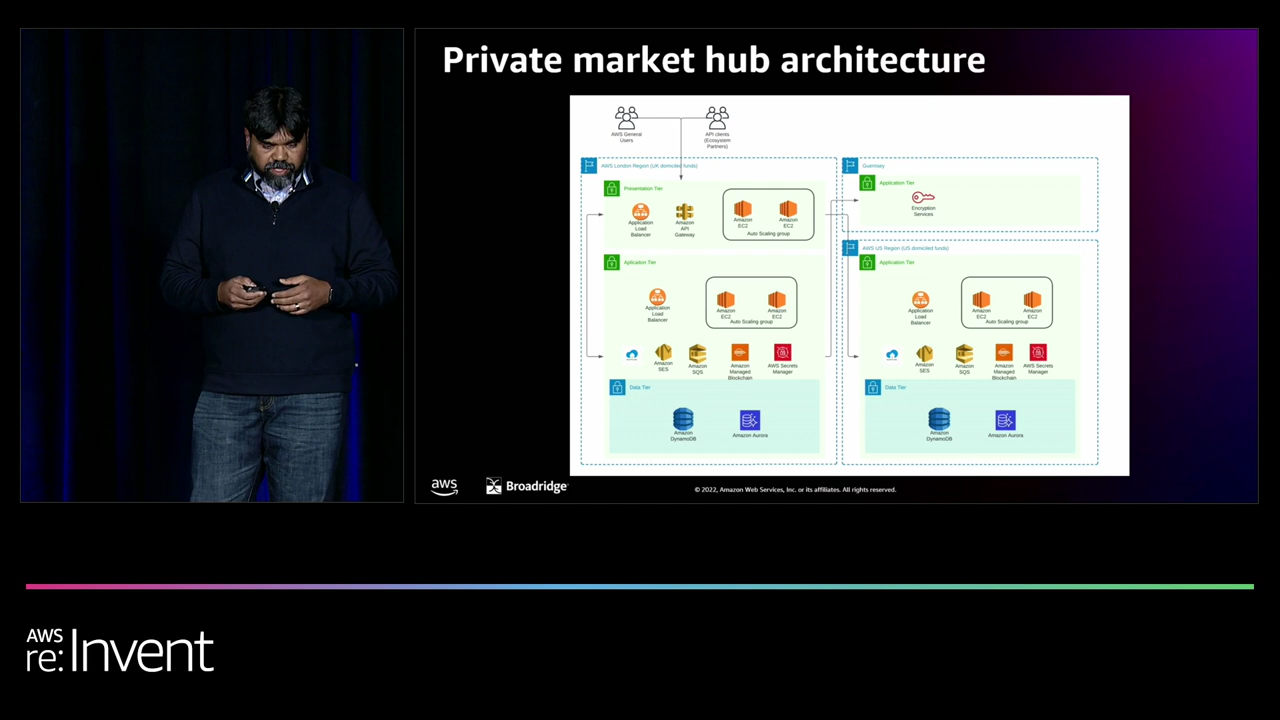 Private market hub architecture
AWS General
Users
API clients
(Ecosystem
Partners)
AWS London Region (UK domiciled funds)
Presentation Tier
Application
Load
Balancer
Amazon
API
Gateway
Amazon
EC2
Amazon
EC2
Auto Scaling group
Aplication Tier
Application
Load
Balancer
Amazon
EC2
Amazon
EC2
Auto Scaling group
Amazon
SES
Amazon
SQS
Amazon
Managed
Blockchain
AWS Secrets
Manager
Data Tier
Amazon
DynamoDB
Amazon Aurora
Guernsey
Application Tier
Encryption
Services
AWS US Region (US domiciled funds)
Application Tier
Application
Load
Balancer
Amazon
EC2
Amazon
EC2
Auto Scaling group
Amazon
SES
Amazon
SQS
Amazon
Managed
Blockchain
AWS Secrets
Manager
Data Tier
Amazon
DynamoDB
Amazon Aurora
aws
Broadridge
© 2022, Amazon Web Services, Inc. or its affiliates. All rights reserved.
AWS
re:Invent